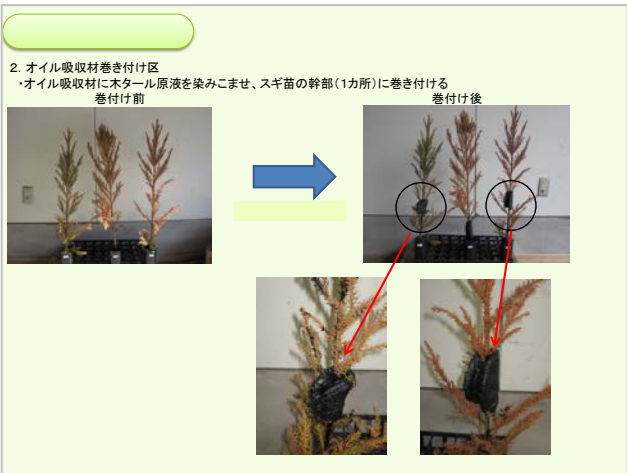 2．オイル吸収材巻き付け区
・オイル吸収材に木タール原液を染みこませ、スギ苗の幹部（1カ所）に巻き付ける
巻付け前
巻付け後